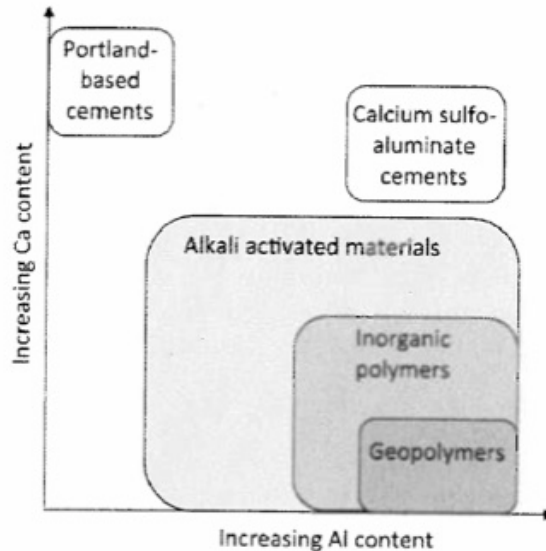 Portland-
based
cements
Calcium sulfo-
aluminate
cements
Increasing Ca content
Alkali activated materials
Inorganic
polymers
Geopolymers
Increasing Al content